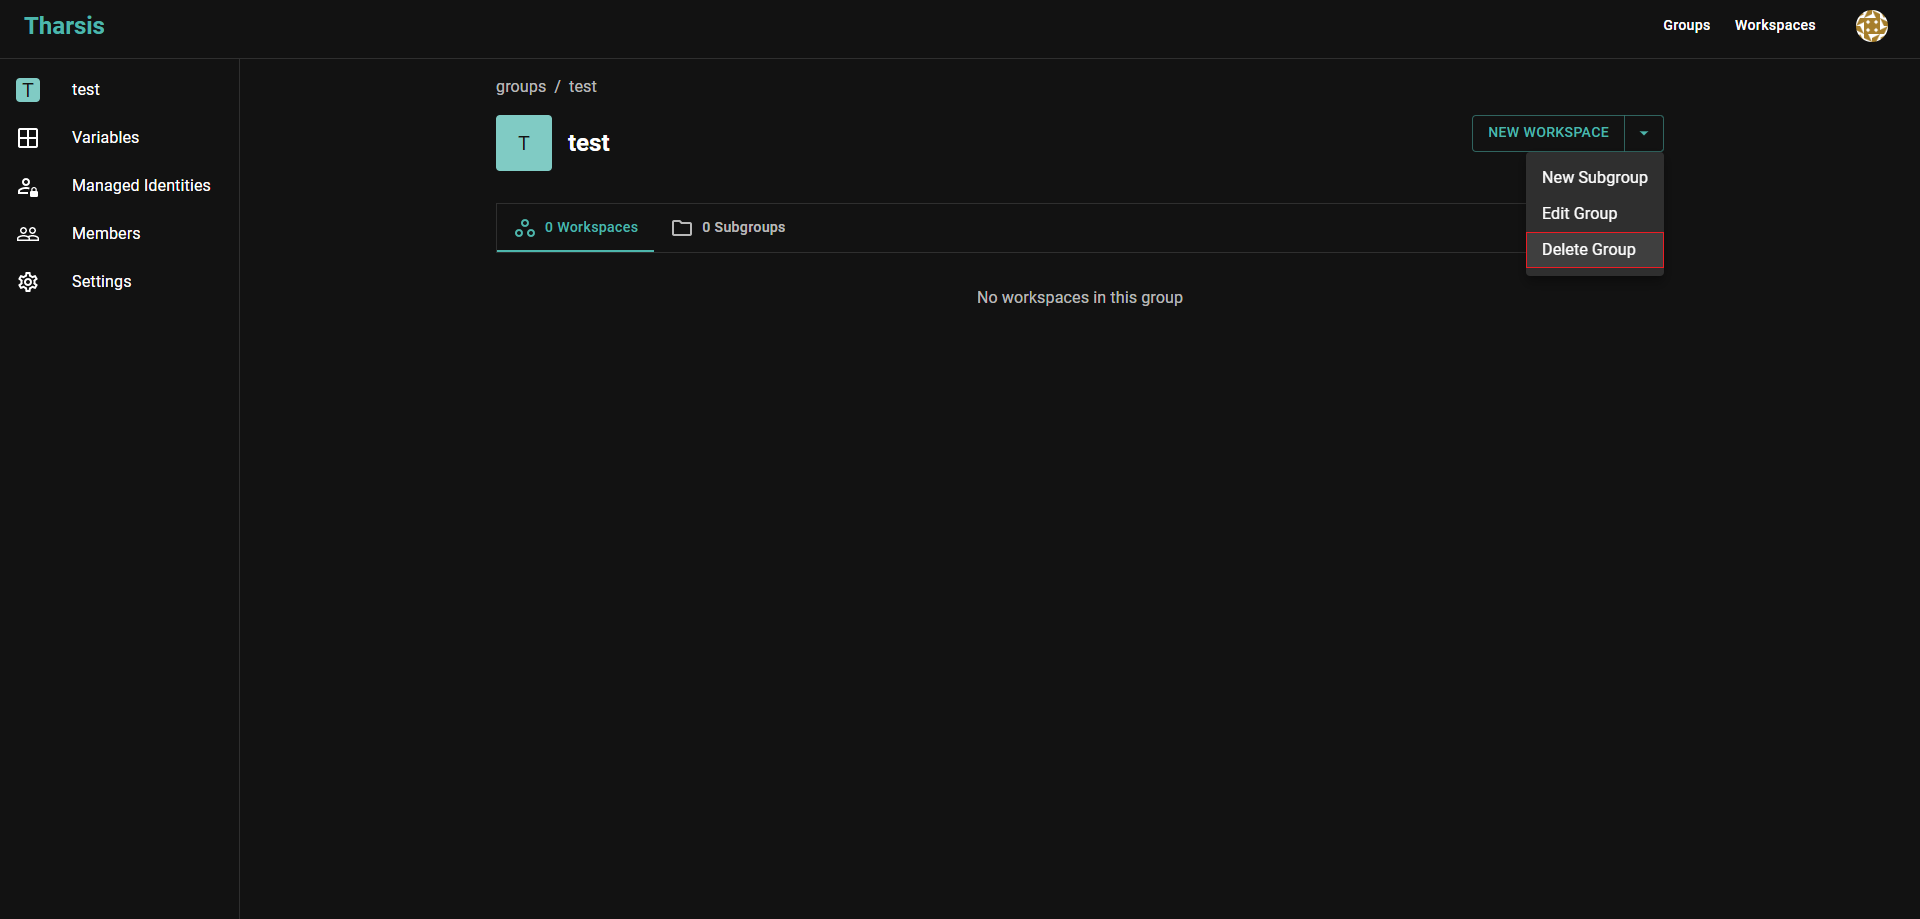 Tharsis
Groups
Workspaces
T
test
Variables
Managed Identities
Members
Settings
groups / test
T
test
NEW WORKSPACE
New Subgroup
Edit Group
Delete Group
0 Workspaces
0 Subgroups
No workspaces in this group